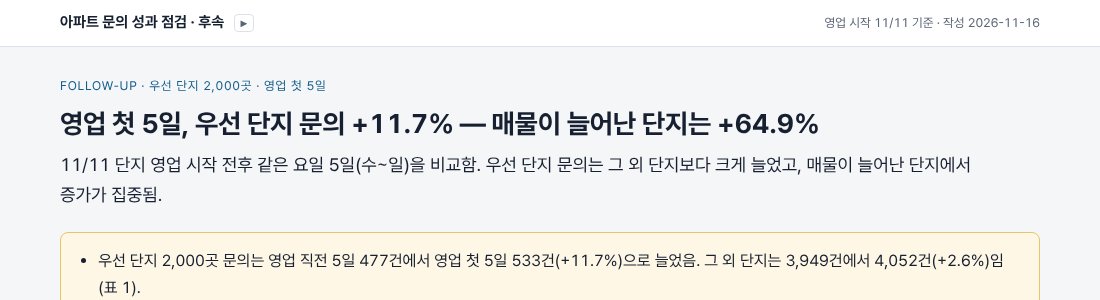 아파트 문의 성과 점검 · 후속 ▶
영업 시작 11/11 기준 · 작성 2026-11-16
FOLLOW-UP · 우선 단지 2,000곳 · 영업 첫 5일
영업 첫 5일, 우선 단지 문의 +11.7% — 매물이 늘어난 단지는 +64.9%
11/11 단지 영업 시작 전후 같은 요일 5일(수~일)을 비교함. 우선 단지 문의는 그 외 단지보다 크게 늘었고, 매물이 늘어난 단지에서
증가가 집중됨.
• 우선 단지 2,000곳 문의는 영업 직전 5일 477건에서 영업 첫 5일 533건(+11.7%)으로 늘었음. 그 외 단지는 3,949건에서 4,052건(+2.6%)임
(표 1).